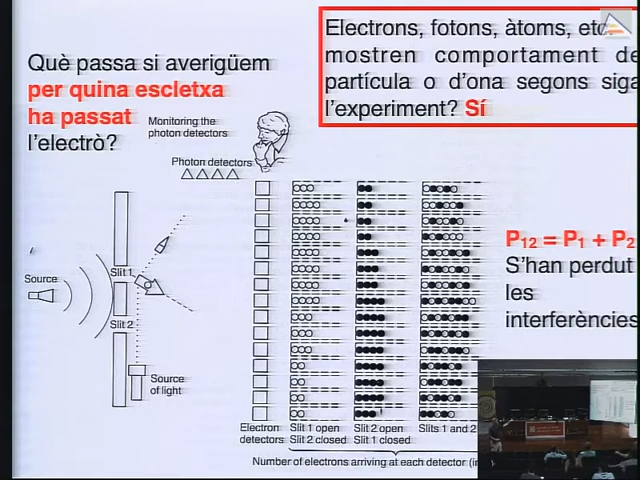 Què passa si averigüem
per quina escletxa
ha passat
l'electrò?
Electrons, fotons, àtoms, etc.
mostren comportament de
partícula o d'ona segons siga
l'experiment? Sí
Monitoring the
photon detectors
Photon detectors
Source
Slit 1
Slit 2
Source
of light
P12 = P1 + P2
S'han perdut
les
interferències
Electron
detectors
Slit 1 open
Slit 2 closed
Slit 2 open
Slit 1 closed
Slits 1 and 2
Number of electrons arriving at each detector (in